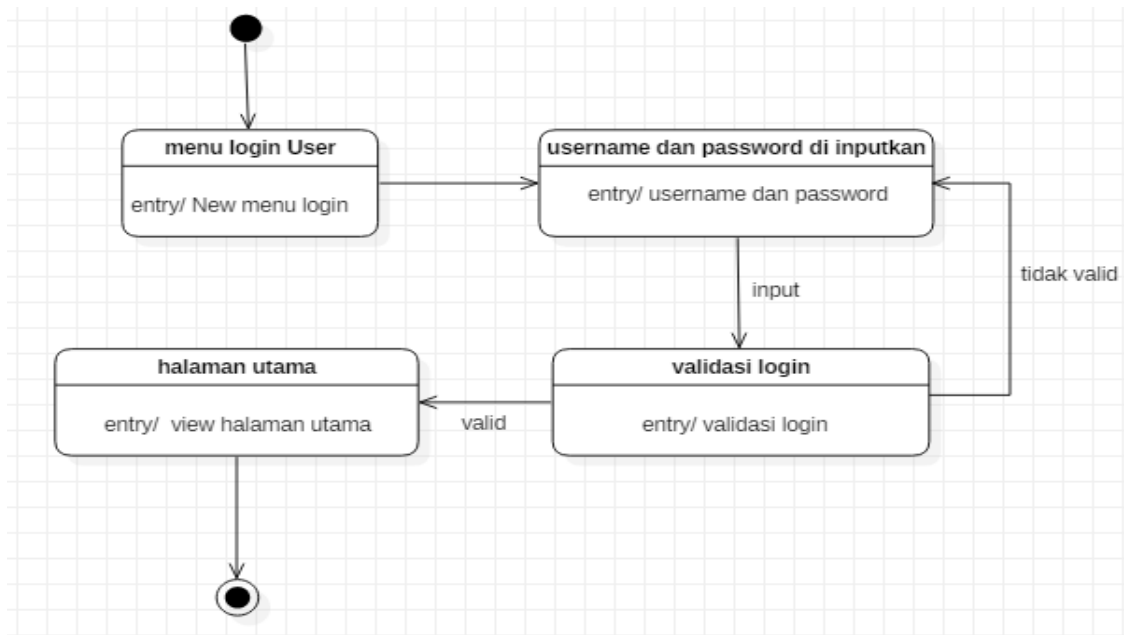 menu login User
entry/ New menu login
username dan password di inputkan
entry/ username dan password
tidak valid
input
halaman utama
entry/  view halaman utama
valid
validasi login
entry/ validasi login